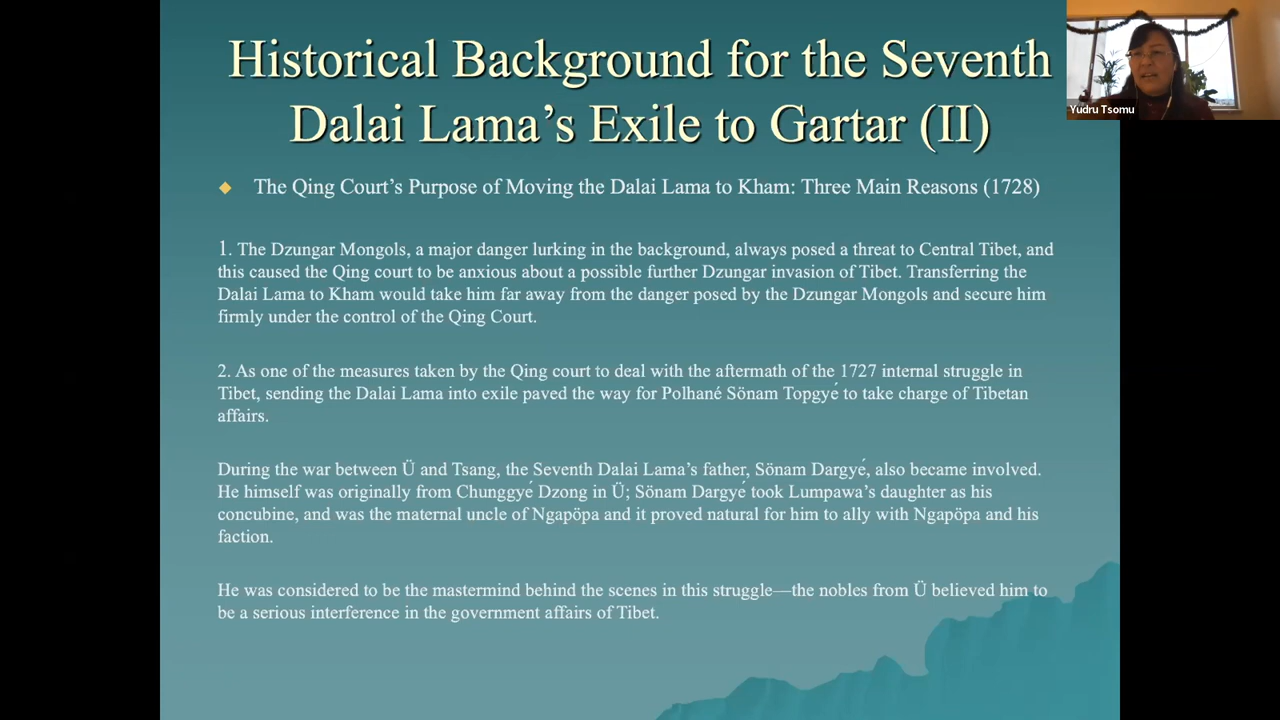 Historical Background for the Seventh
Dalai Lama’s Exile to Gartar (II)
Yudru Tsomu
◆ The Qing Court’s Purpose of Moving the Dalai Lama to Kham: Three Main Reasons (1728)
1. The Dzungar Mongols, a major danger lurking in the background, always posed a threat to Central Tibet, and
this caused the Qing court to be anxious about a possible further Dzungar invasion of Tibet. Transferring the
Dalai Lama to Kham would take him far away from the danger posed by the Dzungar Mongols and secure him
firmly under the control of the Qing Court.
2. As one of the measures taken by the Qing court to deal with the aftermath of the 1727 internal struggle in
Tibet, sending the Dalai Lama into exile paved the way for Polhané Sönam Topgyé to take charge of Tibetan
affairs.
During the war between Ü and Tsang, the Seventh Dalai Lama’s father, Sönam Dargyé, also became involved.
He himself was originally from Chunggyé Dzong in Ü; Sönam Dargyé took Lumpawa’s daughter as his
concubine, and was the maternal uncle of Ngapöpa and it proved natural for him to ally with Ngapöpa and his
faction.
He was considered to be the mastermind behind the scenes in this struggle—the nobles from Ü believed him to
be a serious interference in the government affairs of Tibet.